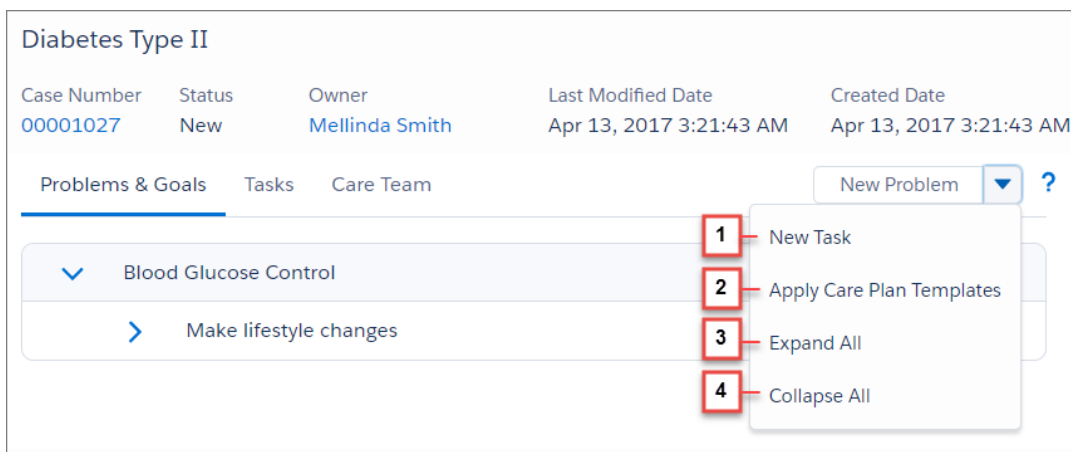 Diabetes Type II
Case Number Status Owner Last Modified Date Created Date
00001027 New Mellinda Smith Apr 13, 2017 3:21:43 AM Apr 13, 2017 3:21:43 AM
Problems & Goals Tasks Care Team New Problem ?
1 New Task
Blood Glucose Control
2 Apply Care Plan Templates
Make lifestyle changes
3 Expand All
4 Collapse All